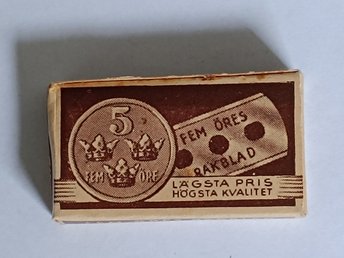 5
FEM ÖRE
FEM ÖRES
RAKBLAD
LÄGSTA PRIS
HÖGSTA KVALITET